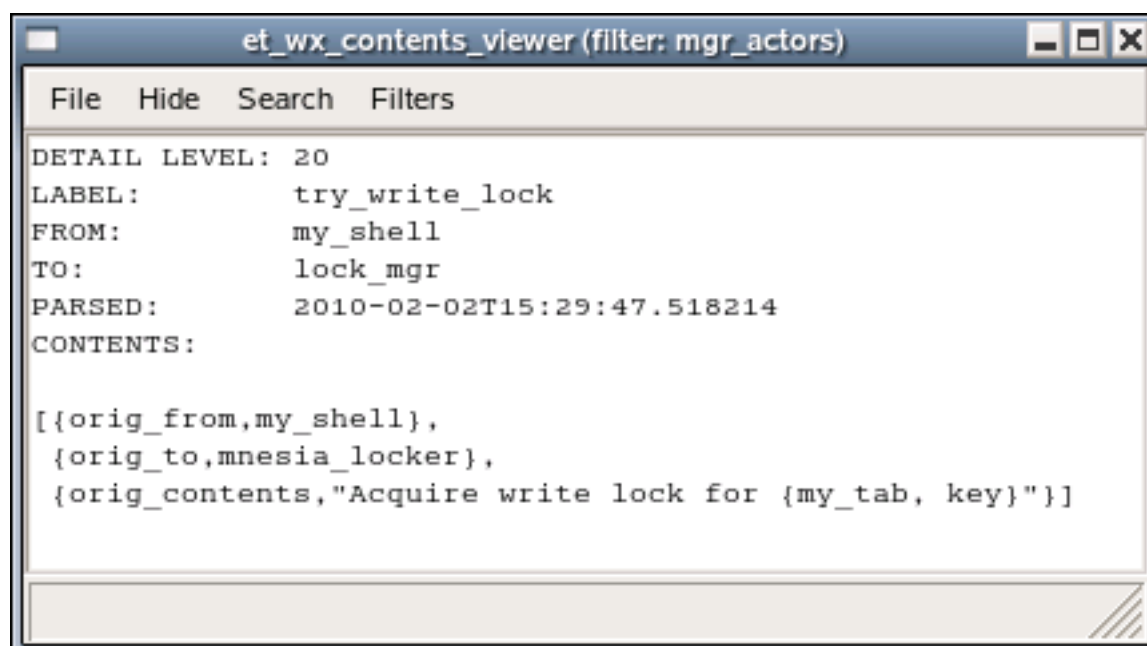 et_wx_contents_viewer (filter: mgr_actors)
File Hide Search Filters
DETAIL LEVEL: 20
LABEL: try_write_lock
FROM: my_shell
TO: lock_mgr
PARSED: 2010-02-02T15:29:47.518214
CONTENTS:
[{orig_from,my_shell},
{orig_to,mnesia_locker},
{orig_contents,"Acquire write lock for {my_tab, key}"}]